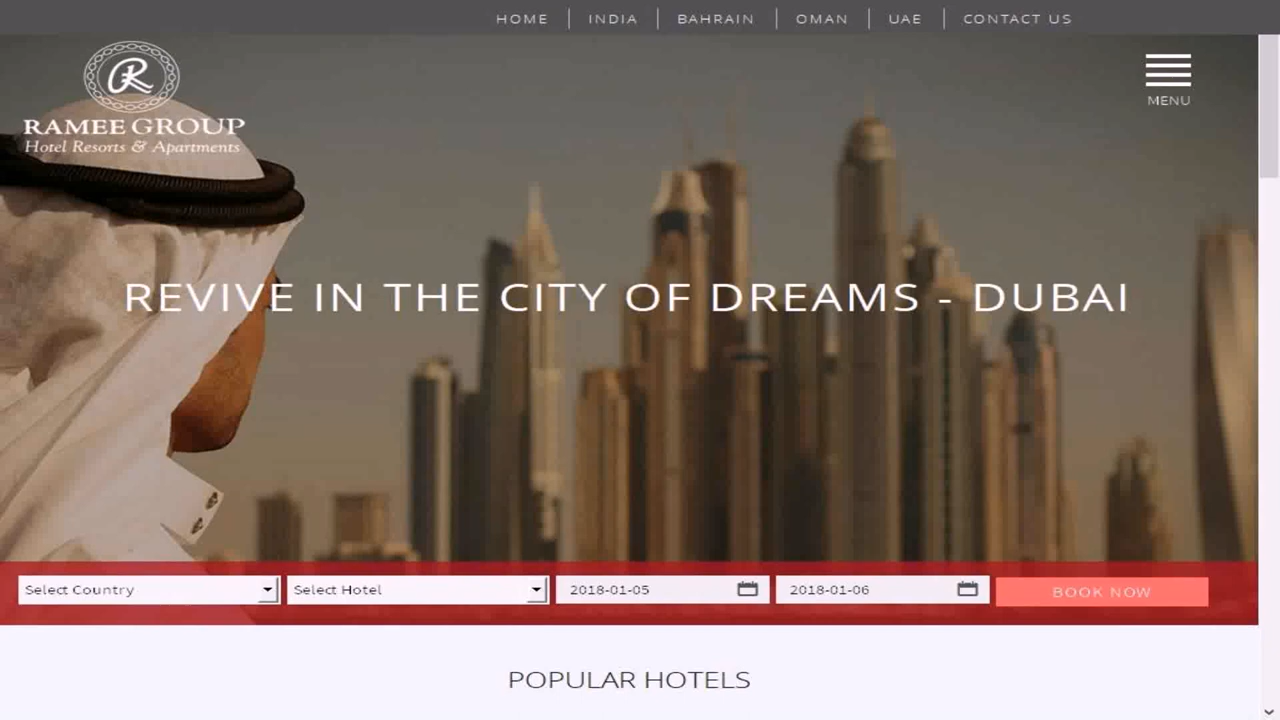 HOME INDIA BAHRAIN OMAN UAE CONTACT US
R
RAMEE GROUP
Hotel Resorts & Apartments
MENU
REVIVE IN THE CITY OF DREAMS - DUBAI
Select Country Select Hotel 2018-01-05 2018-01-06 BOOK NOW
POPULAR HOTELS